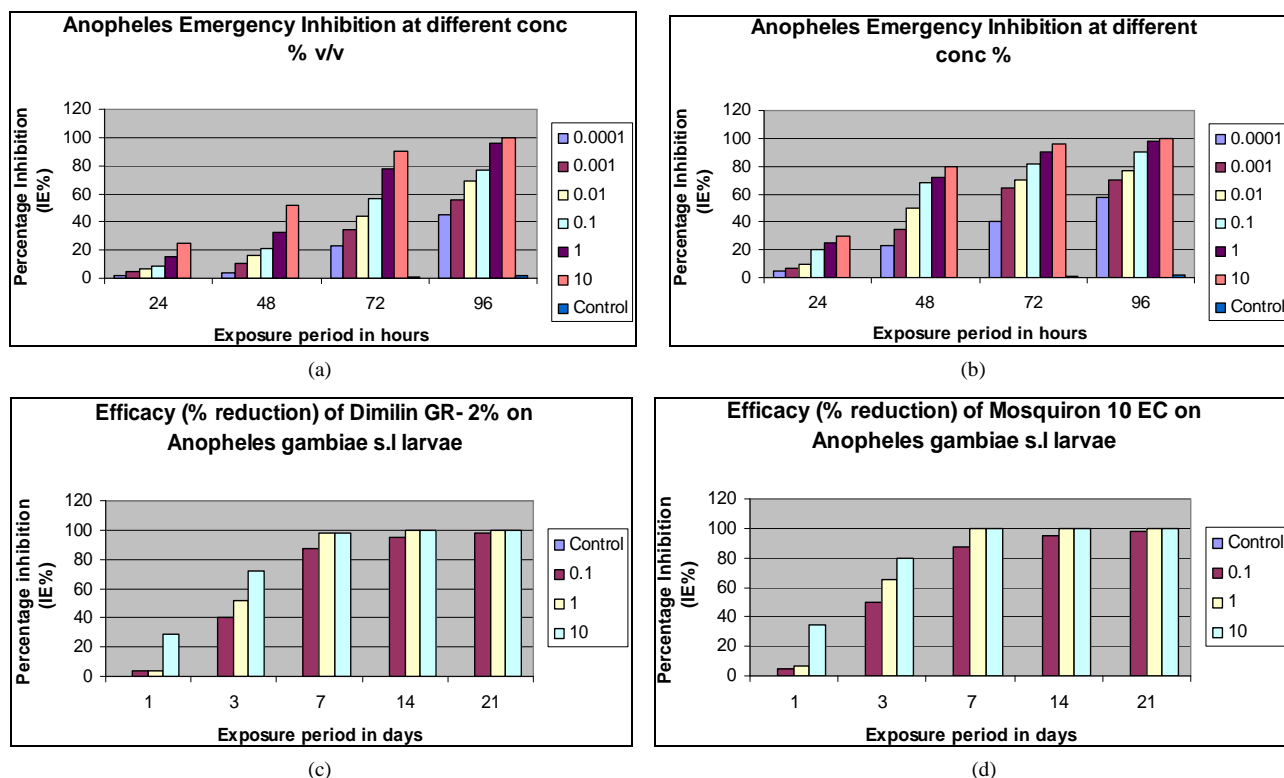 Anopheles Emergency Inhibition at different conc
% v/v
Percentage Inhibition
(IE%)
120
100
80
60
40
20
0
24 48 72 96
Exposure period in hours
0.0001
0.001
0.01
0.1
1
10
Control
(a)
Anopheles Emergency Inhibition at different
conc %
Percentage Inhibition
(IE%)
120
100
80
60
40
20
0
24 48 72 96
Exposure period in hours
0.0001
0.001
0.01
0.1
1
10
Control
(b)
Efficacy (% reduction) of Dimilin GR- 2% on
Anopheles gambiae s.l larvae
Percentage inhibition
(IE%)
120
100
80
60
40
20
0
1 3 7 14 21
Exposure period in days
Control
0.1
1
10
(c)
Efficacy (% reduction) of Mosquiron 10 EC on
Anopheles gambiae s.l larvae
Percentage Inhibition
(IE%)
120
100
80
60
40
20
0
1 3 7 14 21
Exposure period in days
Control
0.1
1
10
(d)